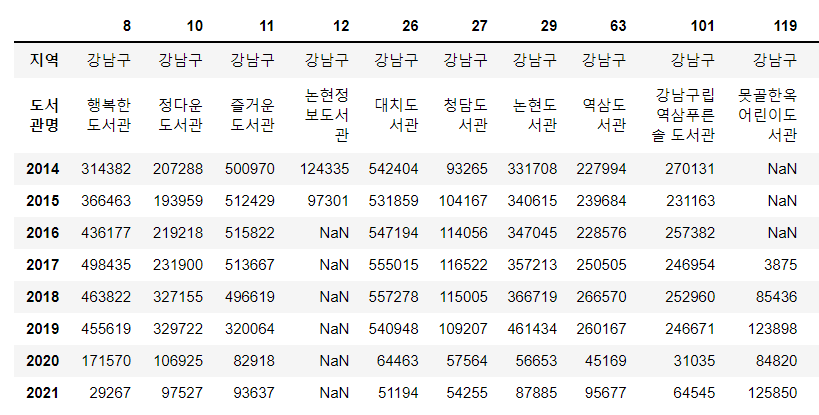 8 10 11 12 26 27 29 63 101 119
지역 강남구 강남구 강남구 강남구 강남구 강남구 강남구 강남구 강남구 강남구
도서관명 행복한 도서관 정다운 도서관 즐거운 도서관 논현정보도서관 대치도서관 청담도서관 논현도서관 역삼도서관 강남구립역삼푸른솔 도서관 못골한옥어린이도서관
2014 314382 207288 500970 124335 542404 93265 331708 227994 270131 NaN
2015 366463 193959 512429 97301 531859 104167 340615 239684 231163 NaN
2016 436177 219218 515822 NaN 547194 114056 347045 228576 257382 NaN
2017 498435 231900 513667 NaN 555015 116522 357213 250505 246954 3875
2018 463822 327155 496619 NaN 557278 115005 366719 266570 252960 85436
2019 455619 329722 320064 NaN 540948 109207 461434 260167 246671 123898
2020 171570 106925 82918 NaN 64463 57564 56653 45169 31035 84820
2021 29267 97527 93637 NaN 51194 54255 87885 95677 64545 125850